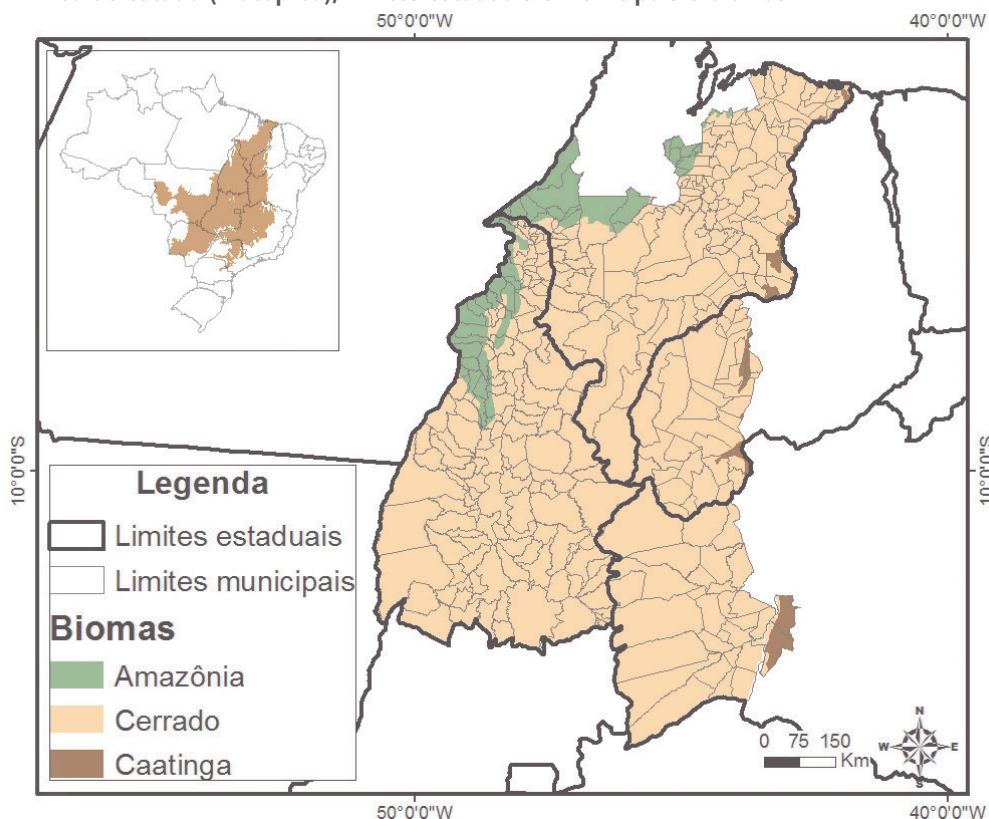 50°0'0"W
40°0'0"W
10°0'0"S
10°0'0"S
Legenda
Limites estaduais
Limites municipais
Biomas
Amazônia
Cerrado
Caatinga
0 75 150
Km
N
W
E
S
50°0'0"W
40°0'0"W